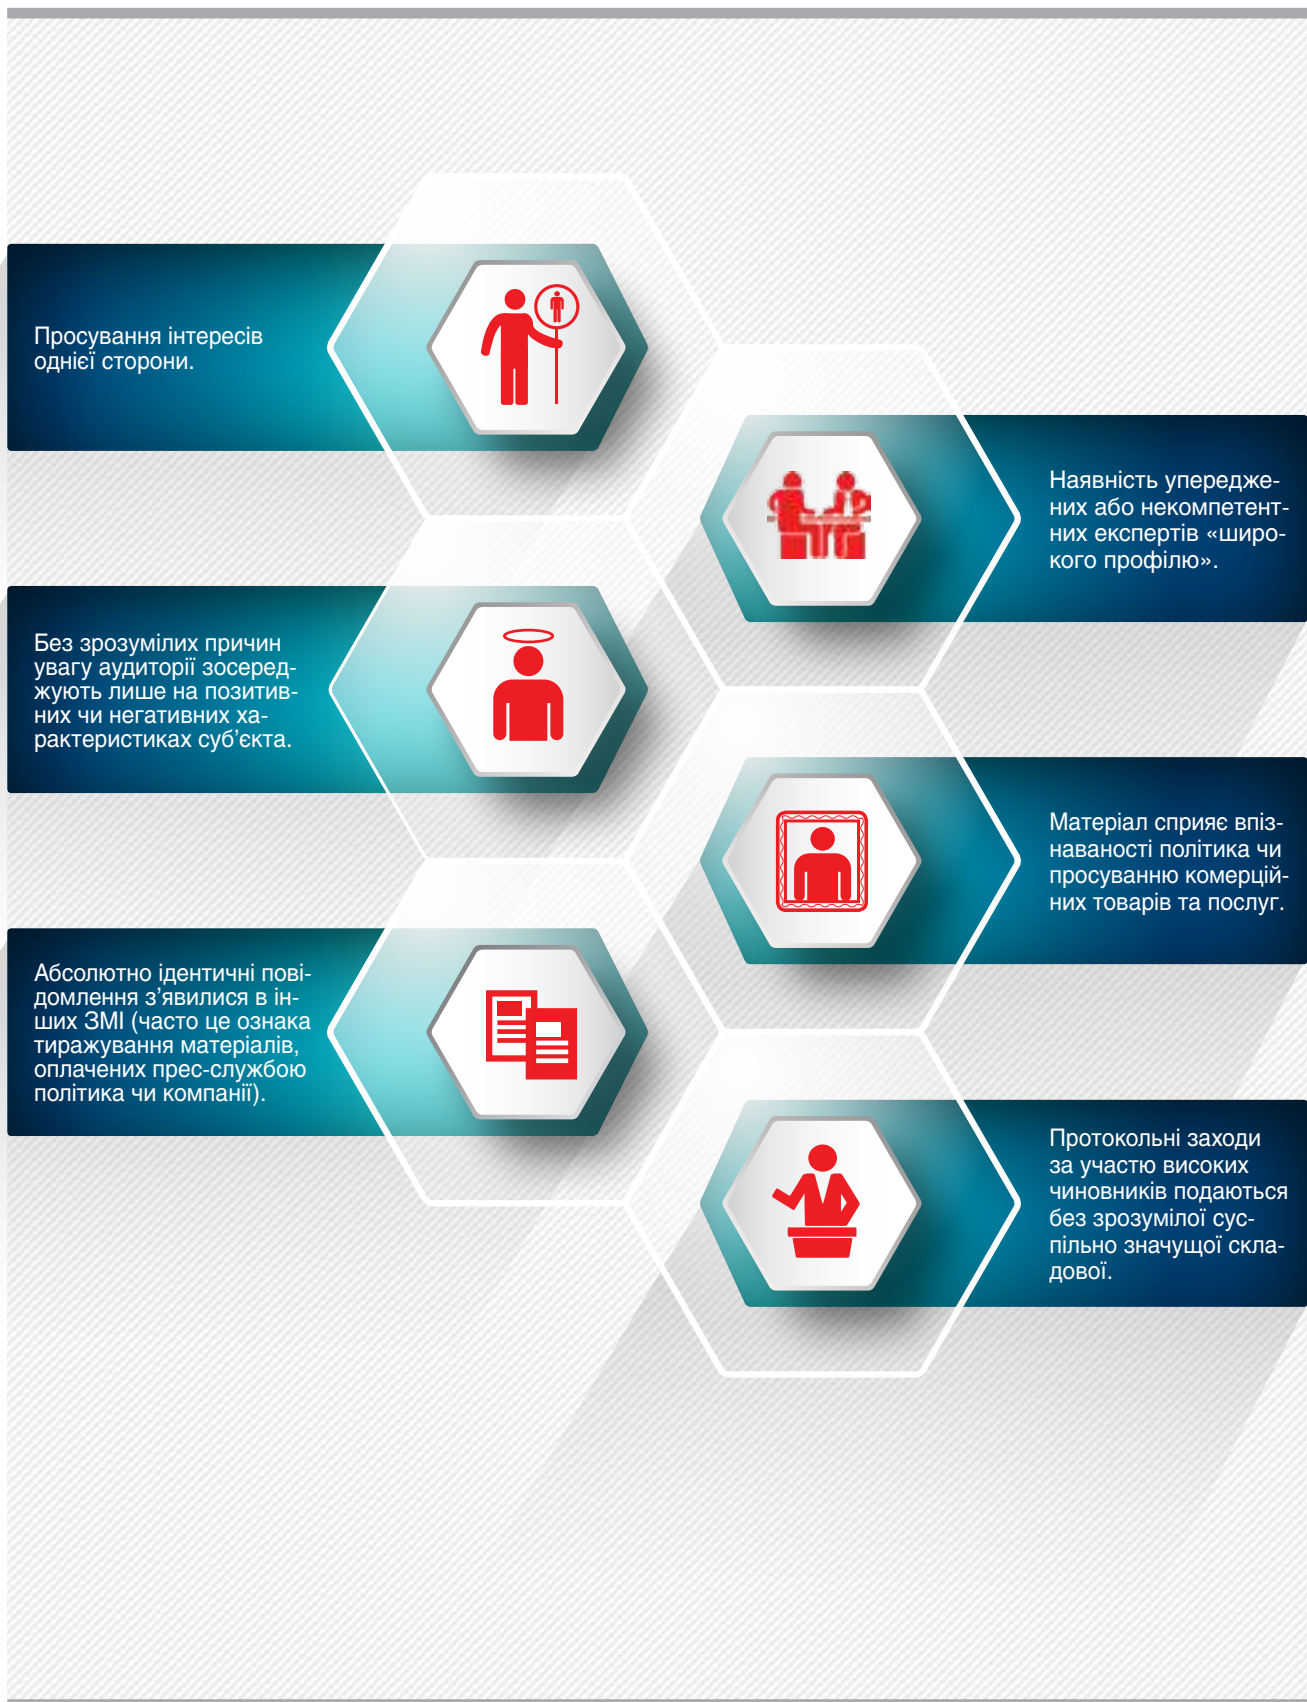 Просування інтересів
однієї сторони.
Наявність упередже-
них або некомпетент-
них експертів «широ-
кого профілю».
Без зрозумілих причин
увагу аудиторії зосеред-
жують лише на позитив-
них чи негативних ха-
рактеристиках суб’єкта.
Матеріал сприяє впіз-
наваності політика чи
просуванню комерцій-
них товарів та послуг.
Абсолютно ідентичні пові-
домлення з’явилися в ін-
ших ЗМІ (часто це ознака
тиражування матеріалів,
оплачених прес-службою
політика чи компанії).
Протокольні заходи
за участю високих
чиновників подаються
без зрозумілої сус-
пільно значущої скла-
дової.